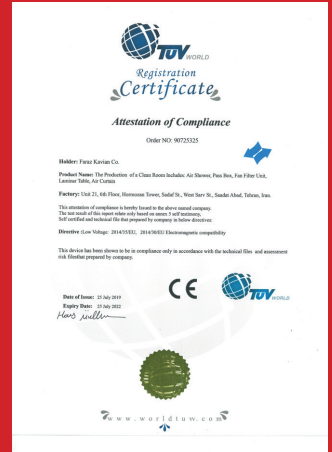 TUV WORLD
Registration
Certificate
Attestation of Compliance
Order NO: 90725325
Holder: Faraz Kavian Co.
Product Name: The Production of a Clean Room Includes: Air Shower, Pass Box, Fan Filter Unit,
Laminar Table, Air Curtain
Factory: Unit 21, 6th Floor, Hormozan Tower, Sadaf St., West Sarv St., Saadat Abad, Tehran, Iran.
This attestation of compliance is hereby Issued to the above named company.
The test result of this report relate only based on annex 5 self testimony.
Self certified and technical file that prepared by company in below directives:
Directive :Low Voltage 2014/35/EU, 2014/30/EU Electromagnetic compatibility
This device has been shown to be in compliance only in accordance with the technical files and assessment
risk filesthat prepared by company.
CE
TUV WORLD
Date of Issue: 25 July 2019
Expiry Date: 25 July 2022
www.worldtuw.com